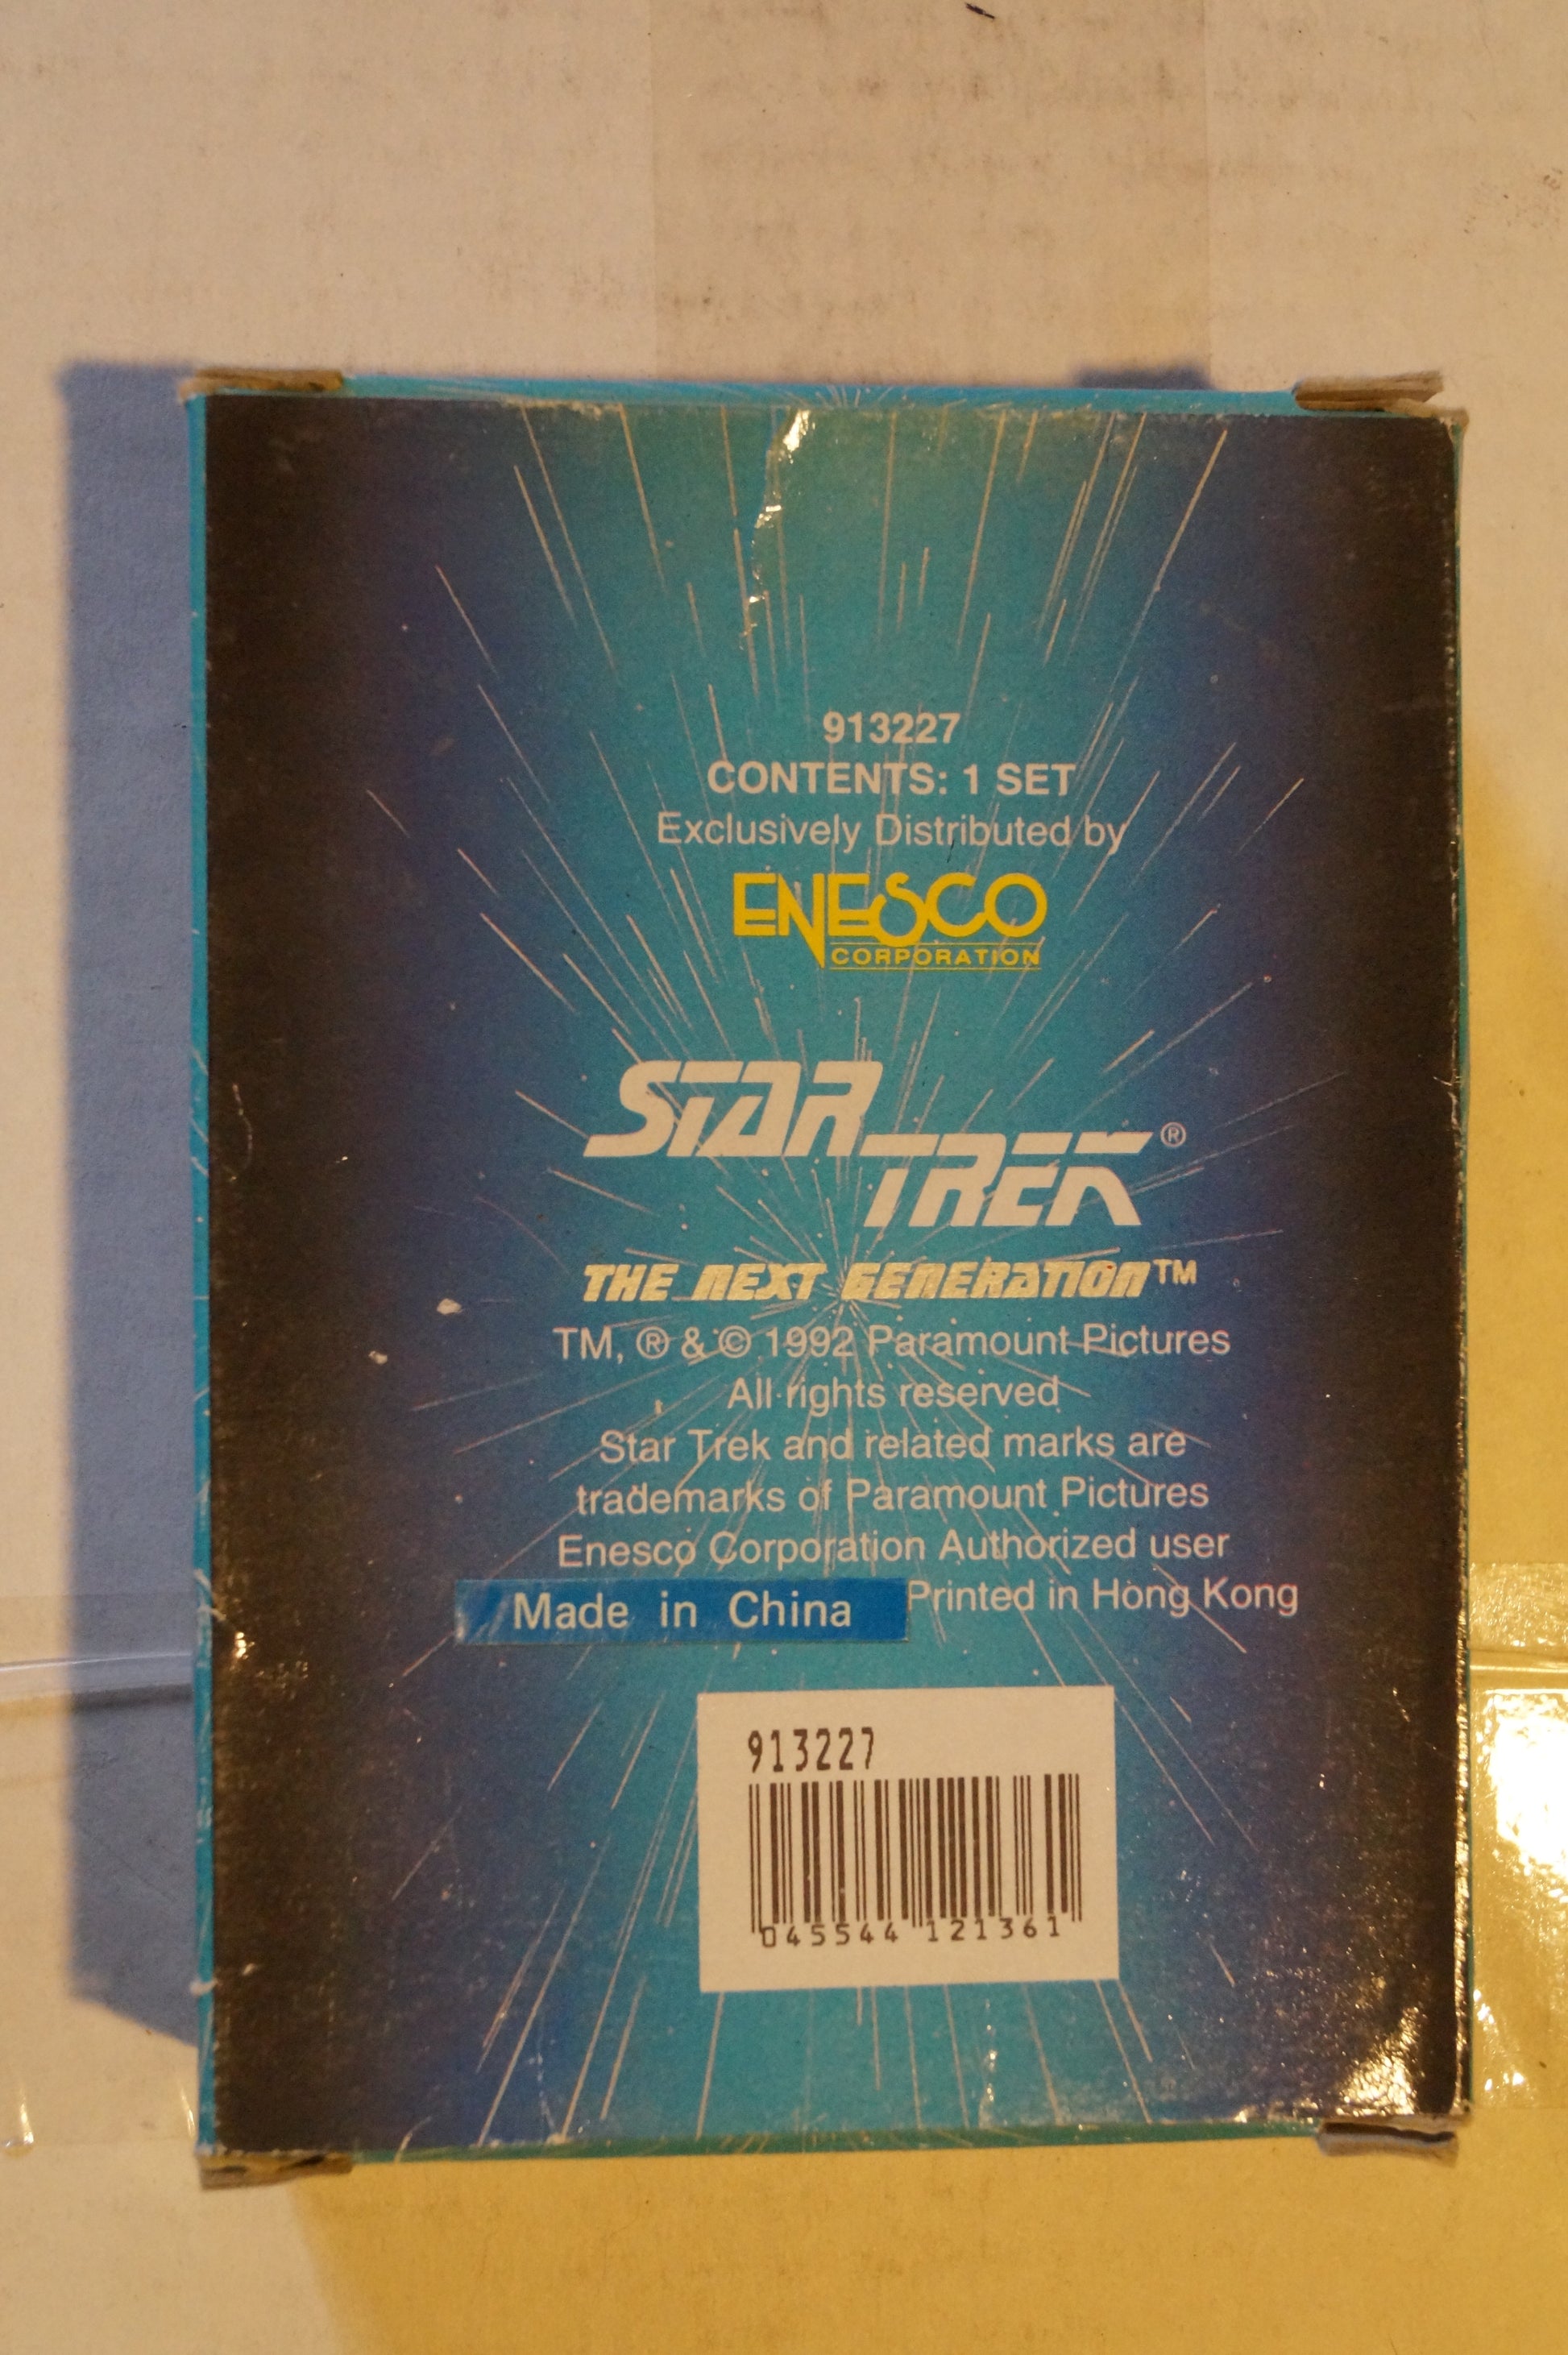 913227
CONTENTS: 1 SET
Exclusively Distributed by
ENESCO
CORPORATION
STAR
TREK®
THE NEXT GENERATION™
TM, ® & © 1992 Paramount Pictures
All rights reserved
Star Trek and related marks are
trademarks of Paramount Pictures
Enesco Corporation Authorized user
Made in China Printed in Hong Kong
913227
045544 121361